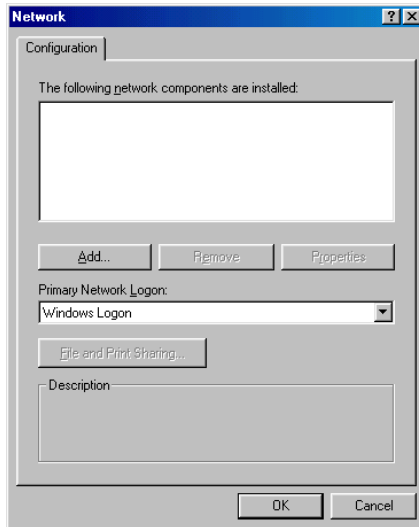 Network
Configuration
The following network components are installed:
Add...
Remove
Properties
Primary Network Logon:
Windows Logon
File and Print Sharing...
Description
OK
Cancel